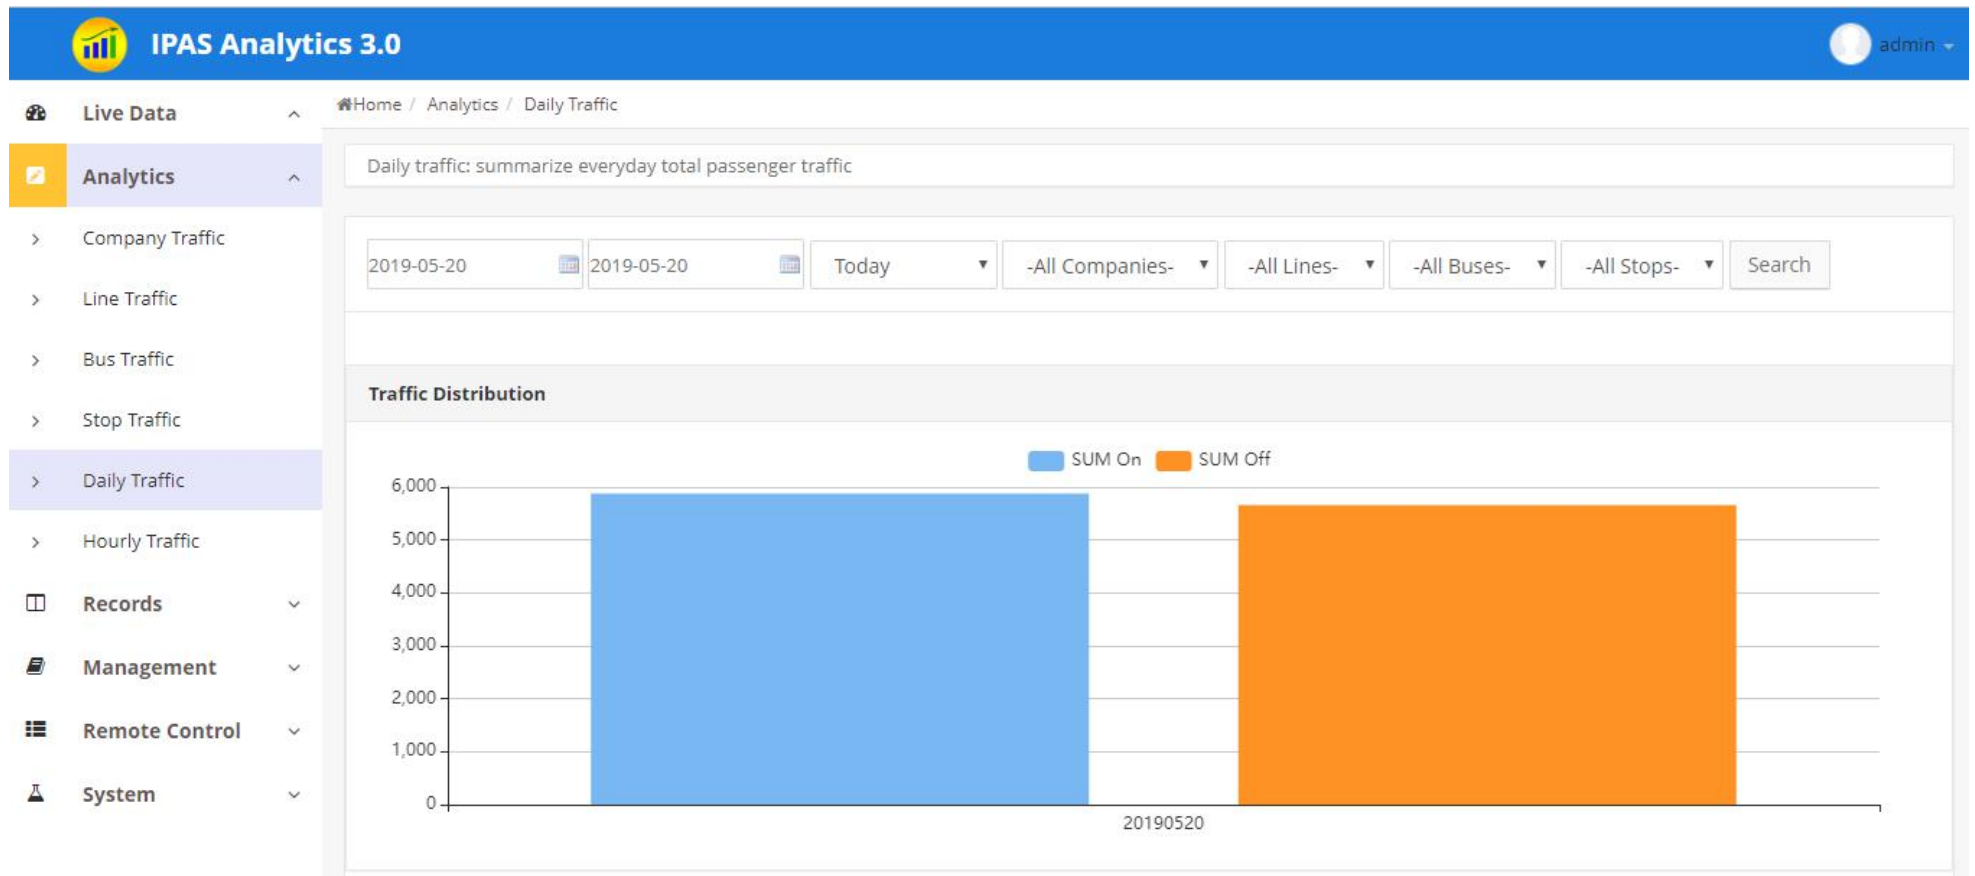 IPAS Analytics 3.0
admin
Live Data
Analytics
Company Traffic
Line Traffic
Bus Traffic
Stop Traffic
Daily Traffic
Hourly Traffic
Records
Management
Remote Control
System
Home / Analytics / Daily Traffic
Daily traffic: summarize everyday total passenger traffic
2019-05-20 2019-05-20 Today -All Companies- -All Lines- -All Buses- -All Stops- Search
Traffic Distribution
SUM On SUM Off
6,000
5,000
4,000
3,000
2,000
1,000
0
20190520